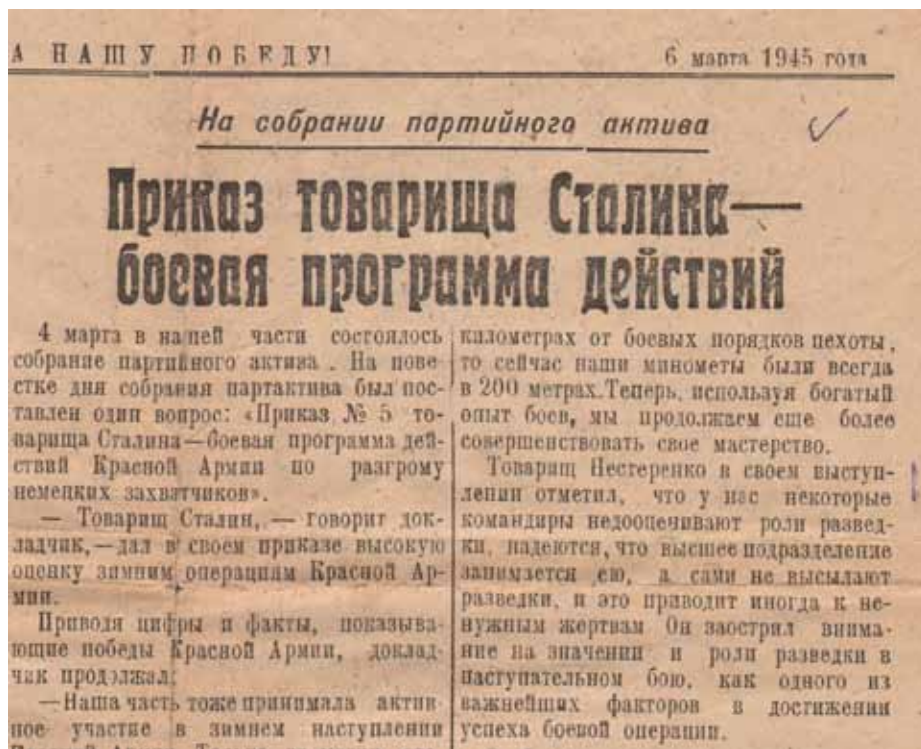 А НАШУ ПОБЕДУ!
6 марта 1945 года
На собрании партийного актива
Приказ товарища Сталина—
боевая программа действий
4 марта в нашей части состоялось
собрание партийного актива. На пове-
стке дня собрания партактива был пос-
тавлен один вопрос: «Приказ № 5 то-
варища Сталина—боевая программа дей-
ствий Красной Армии по разгрому
немецких захватчиков».
— Товарищ Сталин, — говорит док-
ладчик,—дал в своем приказе высокую
оценку зимним операциям Красной Ар-
мии.
Приводя цифры и факты, показыва-
ющие победы Красной Армии, доклад-
чик продолжал:
—Наша часть тоже принимала актив
ное участие в зимнем наступлении
километрах от боевых порядков пехоты,
то сейчас наши минометы были всегда
в 200 метрах. Теперь, используя богатый
опыт боев, мы продолжаем еще более
совершенствовать свое мастерство.
Товарищ Нестеренко в своем выступ-
лении отметил, что у нас некоторые
командиры недооценивают роли развед-
ки, надеются, что высшее подразделение
занимается ею, а сами не высылают
разведки, и это приводит иногда к не-
нужным жертвам Он заострил внима-
ние на значении и роли разведки в
наступательном бою, как одного из
важнейших факторов в достижении
успеха боевой операции.